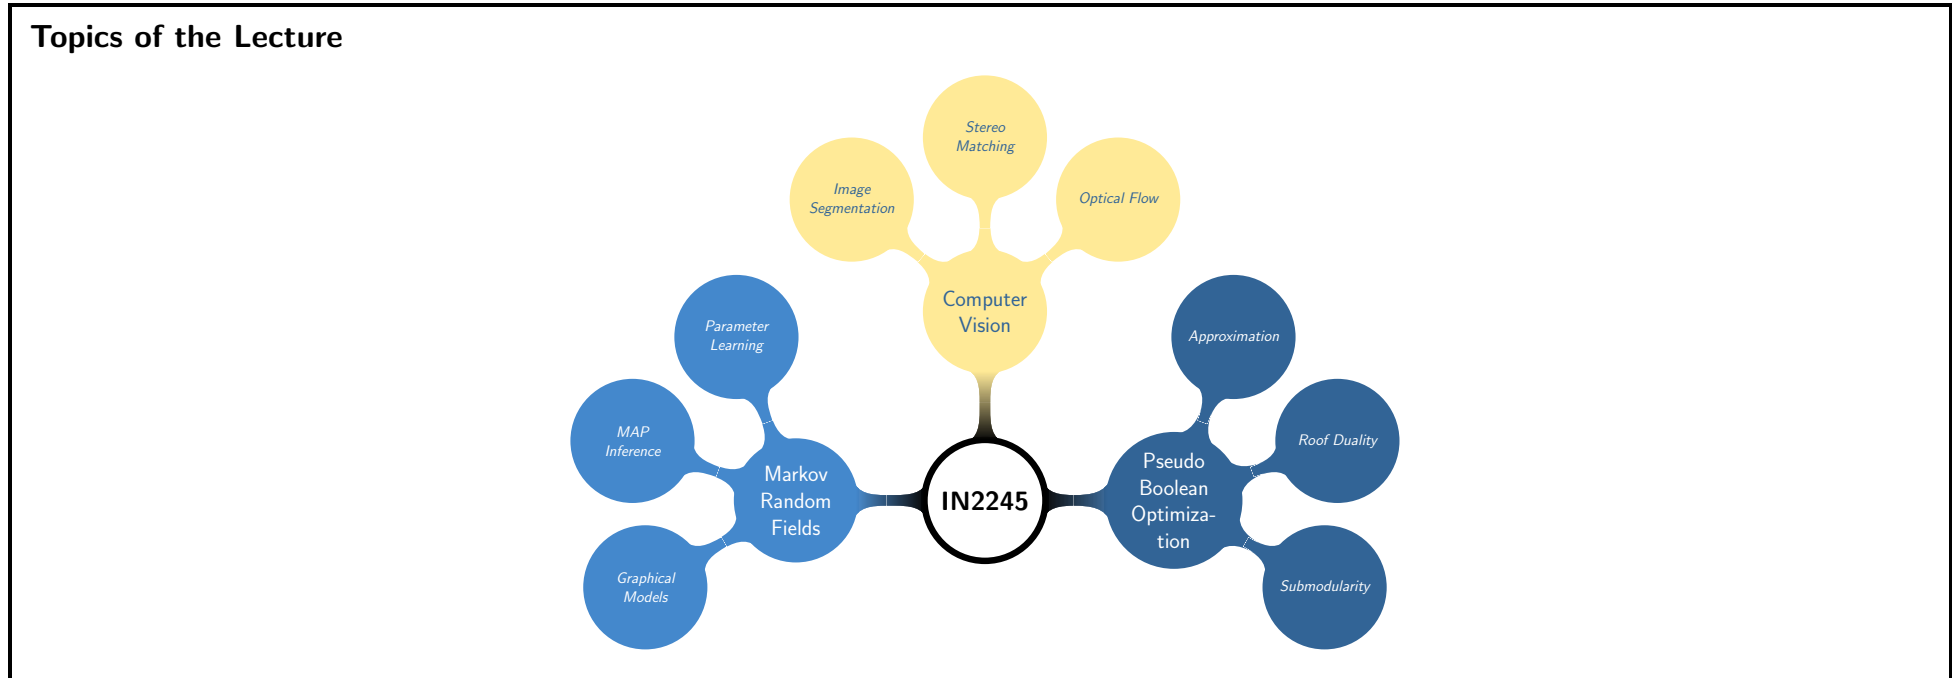 Topics of the Lecture
Stereo
Matching
Image
Segmentation
Optical Flow
Computer
Vision
Parameter
Learning
MAP
Inference
Graphical
Models
Markov
Random
Fields
IN2245
Pseudo
Boolean
Optimiza-
tion
Approximation
Roof Duality
Submodularity